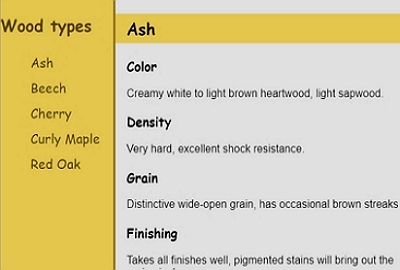 Wood types
Ash
Beech
Cherry
Curly Maple
Red Oak
Ash
Color
Creamy white to light brown heartwood, light sapwood.
Density
Very hard, excellent shock resistance.
Grain
Distinctive wide-open grain, has occasional brown streaks
Finishing
Takes all finishes well, pigmented stains will bring out the